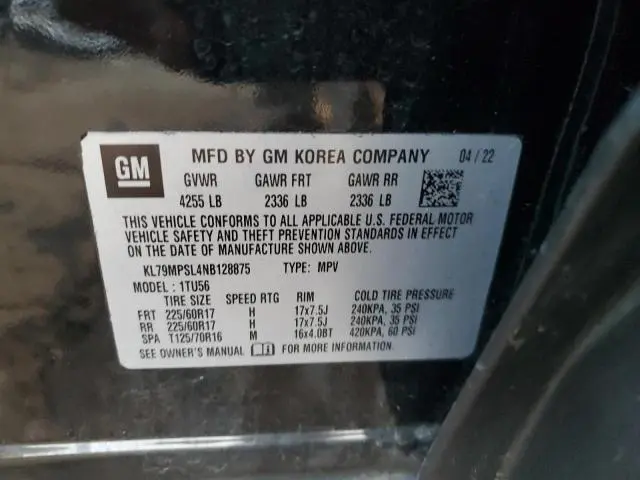 GM MFD BY GM KOREA COMPANY 04/22
GVWR GAWR FRT GAWR RR
4255 LB 2336 LB 2336 LB
THIS VEHICLE CONFORMS TO ALL APPLICABLE U.S. FEDERAL MOTOR
VEHICLE SAFETY AND THEFT PREVENTION STANDARDS IN EFFECT
ON THE DATE OF MANUFACTURE SHOWN ABOVE.
KL79MPSL4NB128875 TYPE: MPV
MODEL: 1TU56
TIRE SIZE SPEED RTG RIM COLD TIRE PRESSURE
FRT 225/60R17 H 17x7.5J 240KPA, 35 PSI
RR 225/60R17 H 17x7.5J 240KPA, 35 PSI
SPA T125/70R16 M 16x4.0BT 420KPA, 60 PSI
SEE OWNER'S MANUAL FOR MORE INFORMATION.